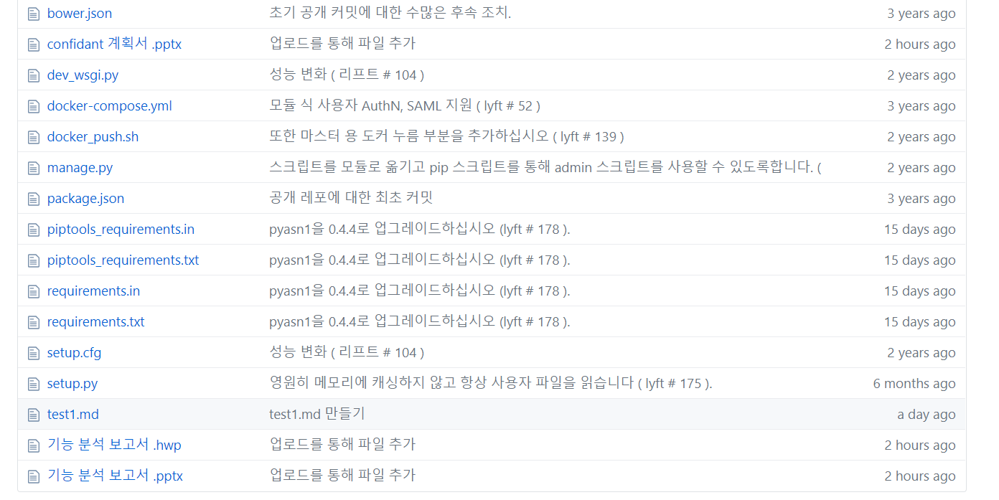 bower.json 초기 공개 커밋에 대한 수많은 후속 조치. 3 years ago
confidant 계획서 .pptx 업로드를 통해 파일 추가 2 hours ago
dev_wsgi.py 성능 변화 ( 리프트 # 104 ) 2 years ago
docker-compose.yml 모듈 식 사용자 AuthN, SAML 지원 ( lyft # 52 ) 3 years ago
docker_push.sh 또한 마스터 용 도커 누름 부분을 추가하십시오 ( lyft # 139 ) 2 years ago
manage.py 스크립트를 모듈로 옮기고 pip 스크립트를 통해 admin 스크립트를 사용할 수 있도록합니다. ( 2 years ago
package.json 공개 레포에 대한 최초 커밋 3 years ago
piptools_requirements.in pyasn1을 0.4.4로 업그레이드하십시오 (lyft # 178 ). 15 days ago
piptools_requirements.txt pyasn1을 0.4.4로 업그레이드하십시오 (lyft # 178 ). 15 days ago
requirements.in pyasn1을 0.4.4로 업그레이드하십시오 (lyft # 178 ). 15 days ago
requirements.txt pyasn1을 0.4.4로 업그레이드하십시오 (lyft # 178 ). 15 days ago
setup.cfg 성능 변화 ( 리프트 # 104 ) 2 years ago
setup.py 영원히 메모리에 캐싱하지 않고 항상 사용자 파일을 읽습니다 ( lyft # 175 ). 6 months ago
test1.md test1.md 만들기 a day ago
기능 분석 보고서 .hwp 업로드를 통해 파일 추가 2 hours ago
기능 분석 보고서 .pptx 업로드를 통해 파일 추가 2 hours ago